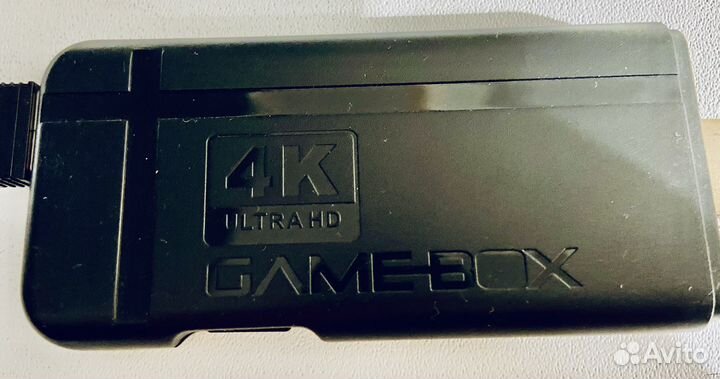 4K
ULTRA HD
GAME-BOX
Avito